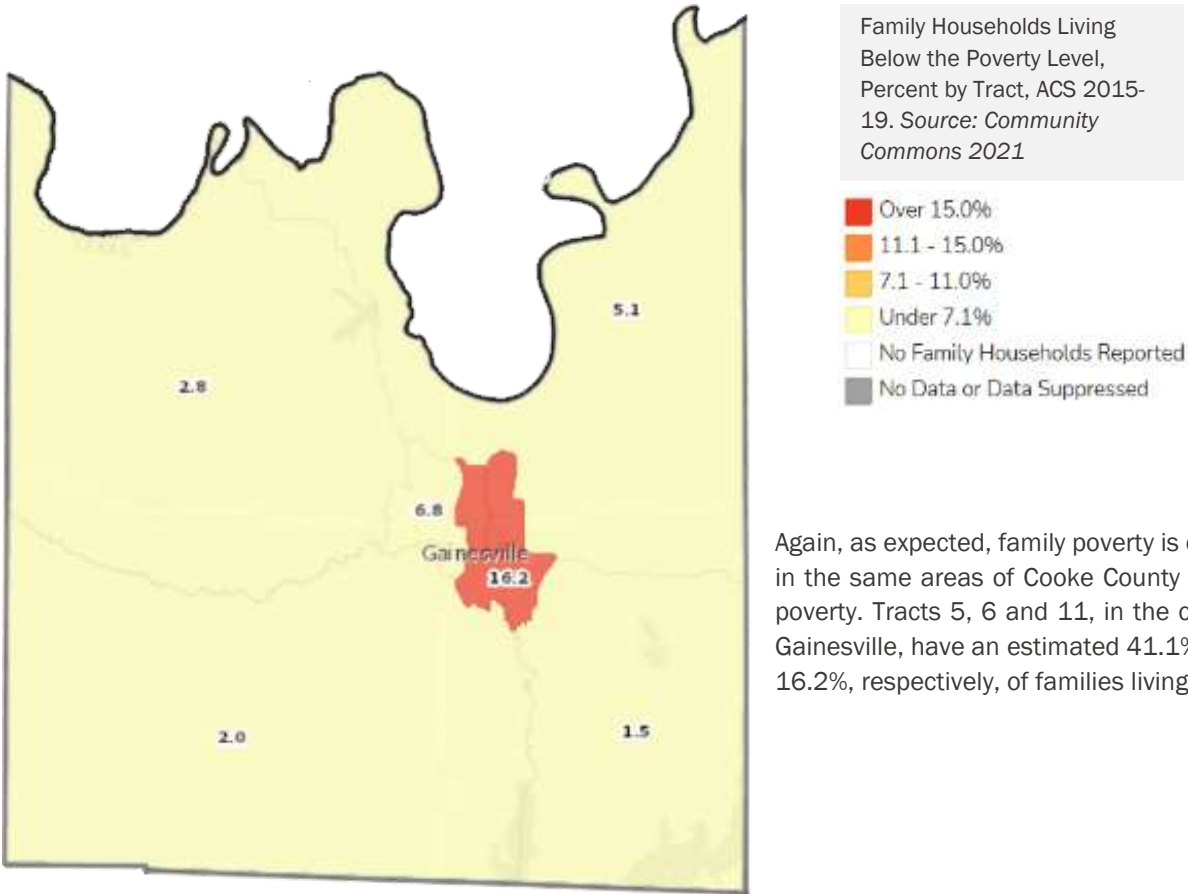 Family Households Living
Below the Poverty Level,
Percent by Tract, ACS 2015-
19. Source: Community
Commons 2021
Over 15.0%
11.1 - 15.0%
7.1 - 11.0%
Under 7.1%
No Family Households Reported
No Data or Data Suppressed
5.1
2.8
6.8
Gainesville
16.2
2.0
1.5
Again, as expected, family poverty is
in the same areas of Cooke County
poverty. Tracts 5, 6 and 11, in the
Gainesville, have an estimated 41.1%
16.2%, respectively, of families living